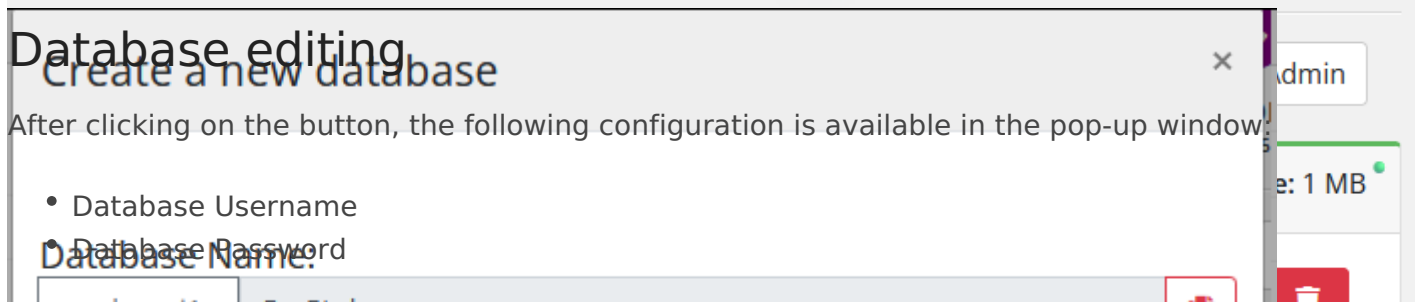 Database editing
Create a new database
×
Admin
After clicking on the button, the following configuration is available in the pop-up window:
1 MB
Database Username
Database Password
Database Name: